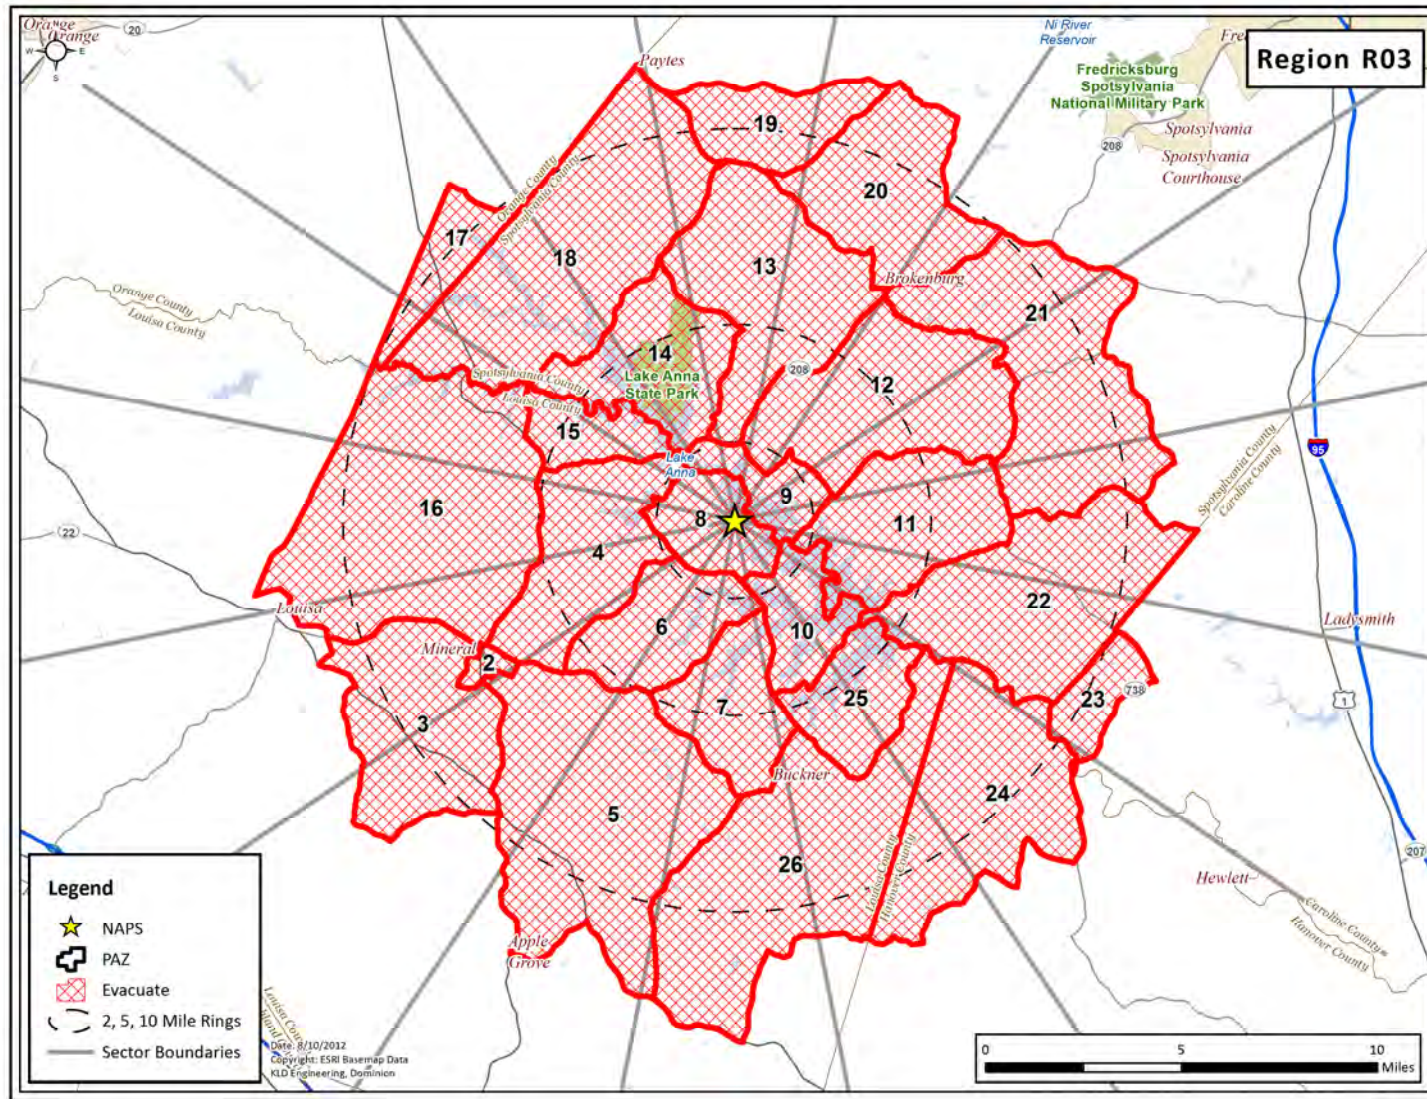 Orange
Orange
N
W
E
S
20
Paytes
Ni River
Reservoir
Fre
Region R03
Fredricksburg
Spotsylvania
National Military Park
Spotsylvania
208
Spotsylvania
Courthouse
19
20
Orange County
Spotsylvania County
17
18
13
Brokenburg
21
Orange County
Louisa County
14
Lake Anna
State Park
208
12
Spotsylvania County
Louisa County
15
Lake
Anna
95
Spotsylvania County
Caroline County
16
9
8
11
22
4
22
Louisa
6
10
Ladysmith
Mineral
2
738
23
1
3
7
25
Buckner
24
5
26
207
Louisa County
Hanover County
Hewlett
Caroline County
Hanover County
Apple
Grove
Legend
NAPS
PAZ
Evacuate
2, 5, 10 Mile Rings
Sector Boundaries
Louisa Coun
Date: 8/10/2012
Copyright: ESRI Basemap Data
KLD Engineering, Dominion
0
5
10
Miles